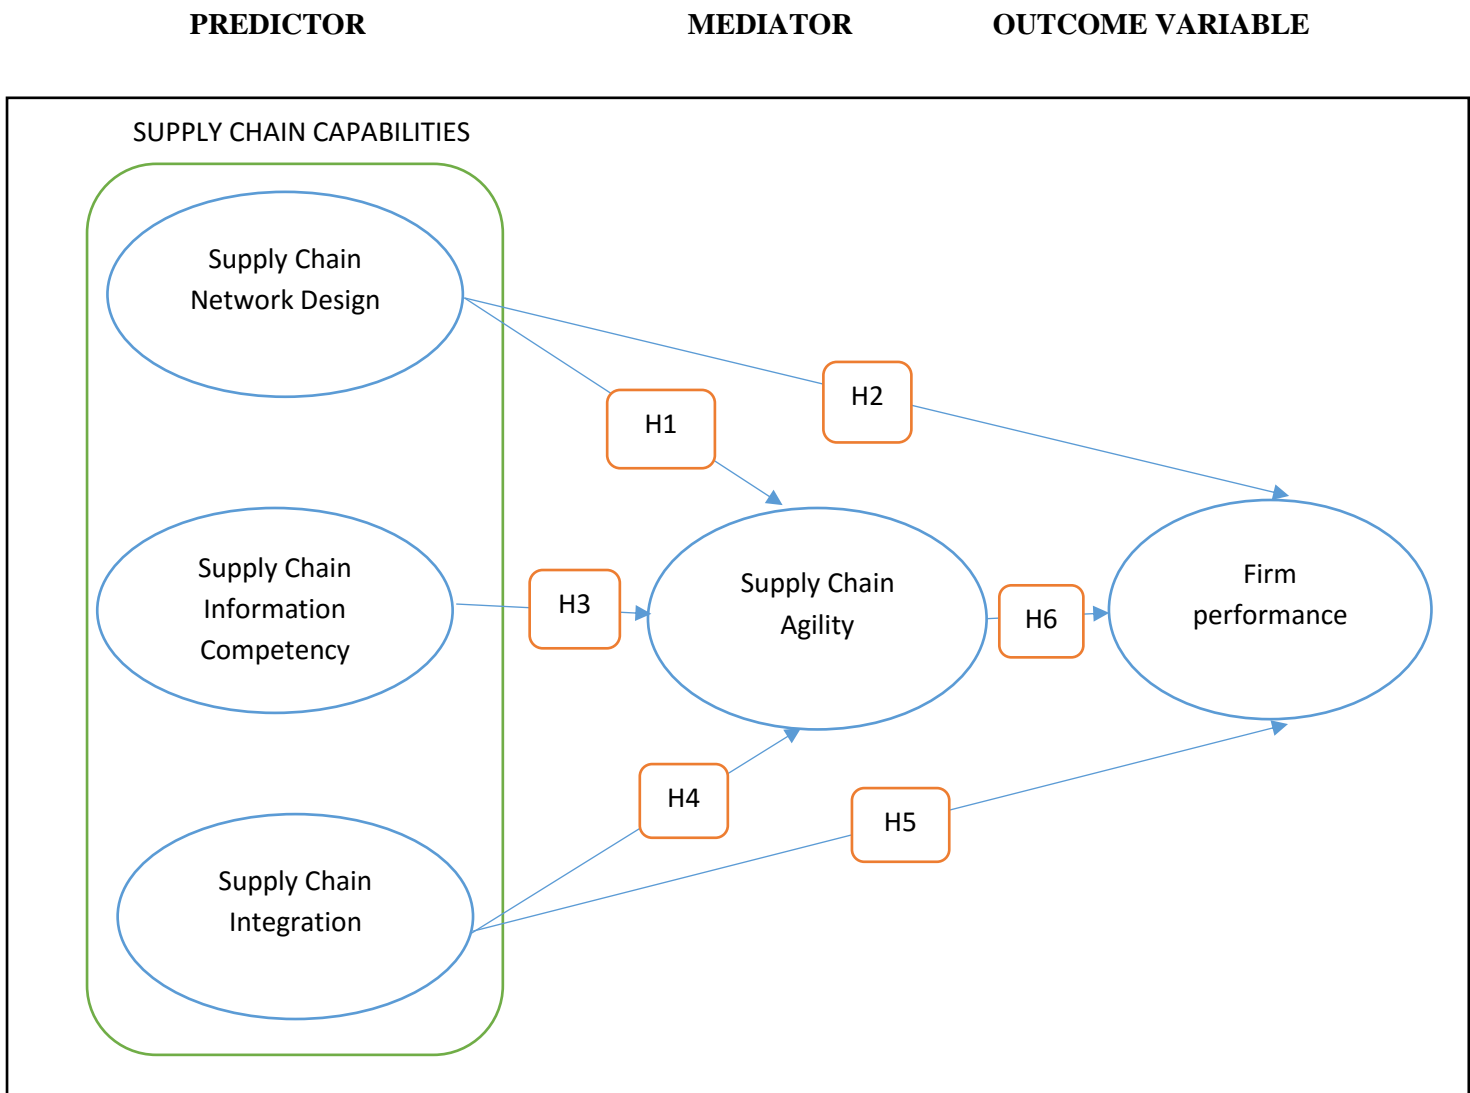 PREDICTOR
MEDIATOR
OUTCOME VARIABLE
SUPPLY CHAIN CAPABILITIES
Supply Chain
Network Design
H2
H1
Supply Chain
Information
Competency
H3
Supply Chain
Agility
H6
Firm
performance
H4
H5
Supply Chain
Integration